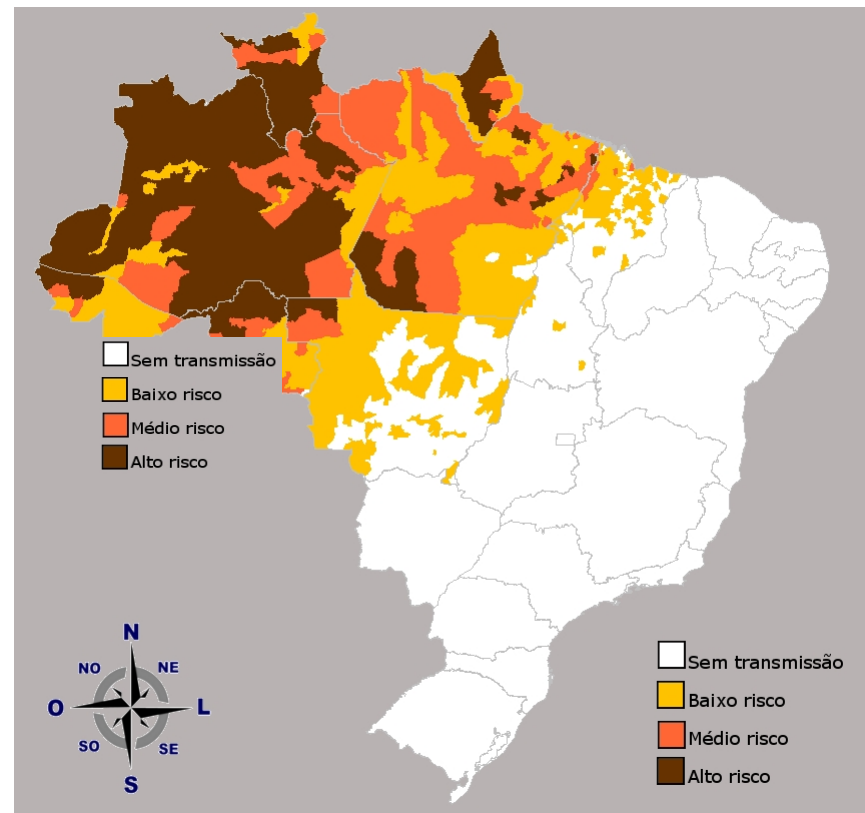 Sem transmissão
Baixo risco
Médio risco
Alto risco
N
NO
NE
O
L
SO
SE
S
Sem transmissão
Baixo risco
Médio risco
Alto risco